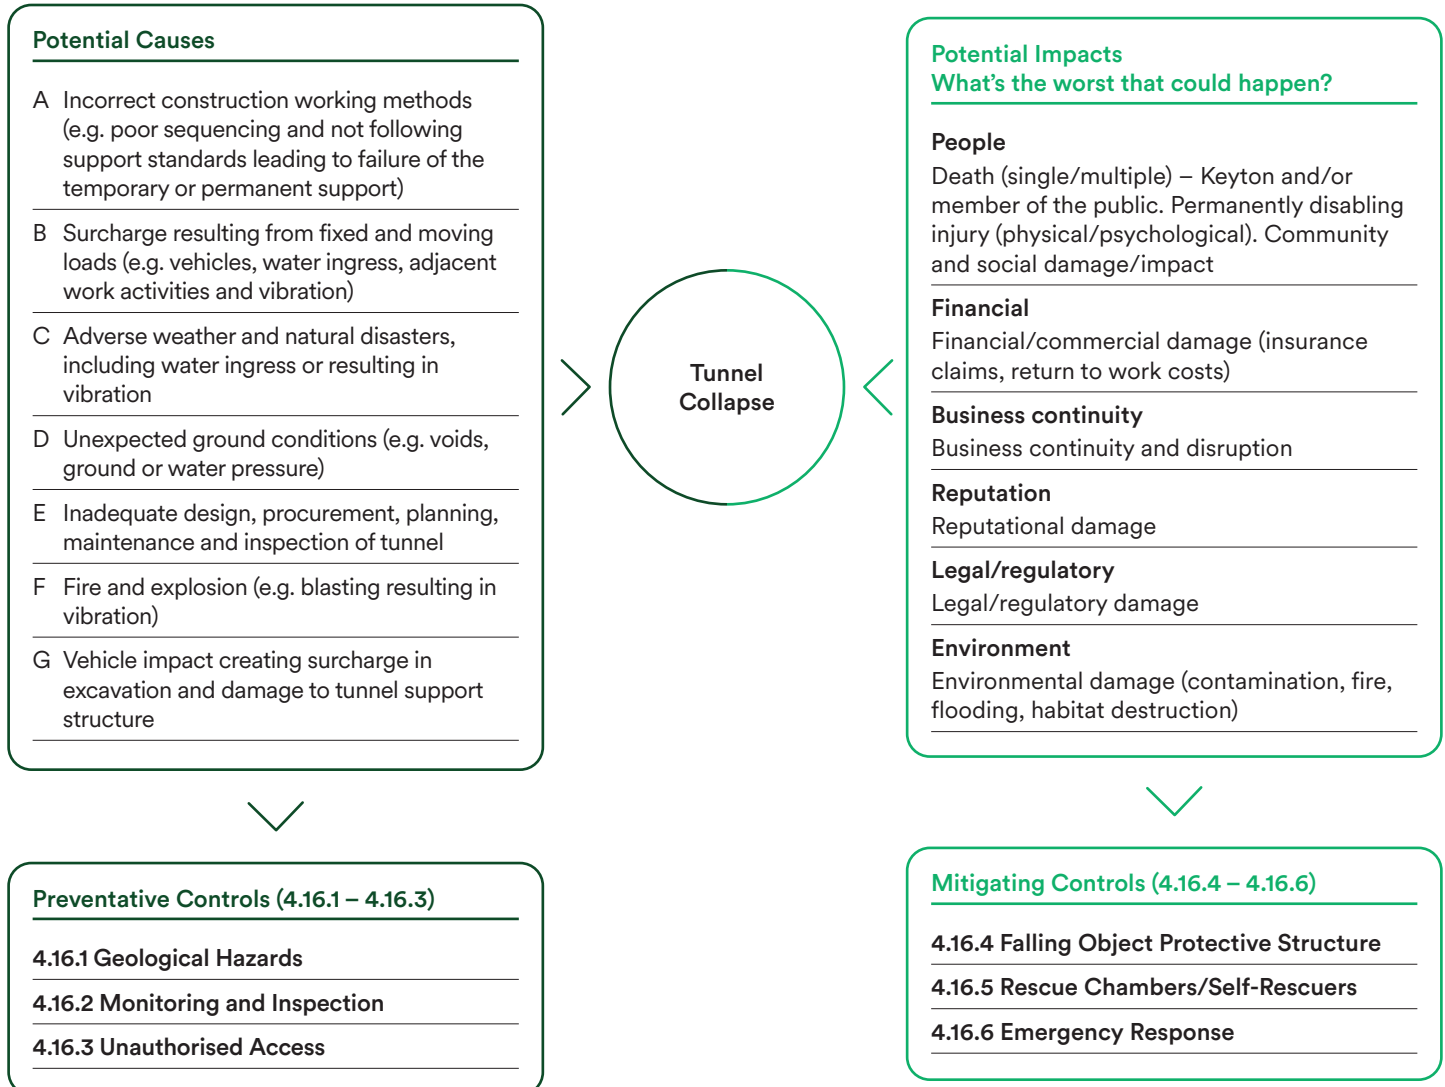 Potential Causes
A Incorrect construction working methods
(e.g. poor sequencing and not following
support standards leading to failure of the
temporary or permanent support)
B Surcharge resulting from fixed and moving
loads (e.g. vehicles, water ingress, adjacent
work activities and vibration)
C Adverse weather and natural disasters,
including water ingress or resulting in
vibration
D Unexpected ground conditions (e.g. voids,
ground or water pressure)
E Inadequate design, procurement, planning,
maintenance and inspection of tunnel
F Fire and explosion (e.g. blasting resulting in
vibration)
G Vehicle impact creating surcharge in
excavation and damage to tunnel support
structure
Tunnel
Collapse
Potential Impacts
What's the worst that could happen?
People
Death (single/multiple) – Keyton and/or
member of the public. Permanently disabling
injury (physical/psychological). Community
and social damage/impact
Financial
Financial/commercial damage (insurance
claims, return to work costs)
Business continuity
Business continuity and disruption
Reputation
Reputational damage
Legal/regulatory
Legal/regulatory damage
Environment
Environmental damage (contamination, fire,
flooding, habitat destruction)
Preventative Controls (4.16.1 – 4.16.3)
4.16.1 Geological Hazards
4.16.2 Monitoring and Inspection
4.16.3 Unauthorised Access
Mitigating Controls (4.16.4 – 4.16.6)
4.16.4 Falling Object Protective Structure
4.16.5 Rescue Chambers/Self-Rescuers
4.16.6 Emergency Response